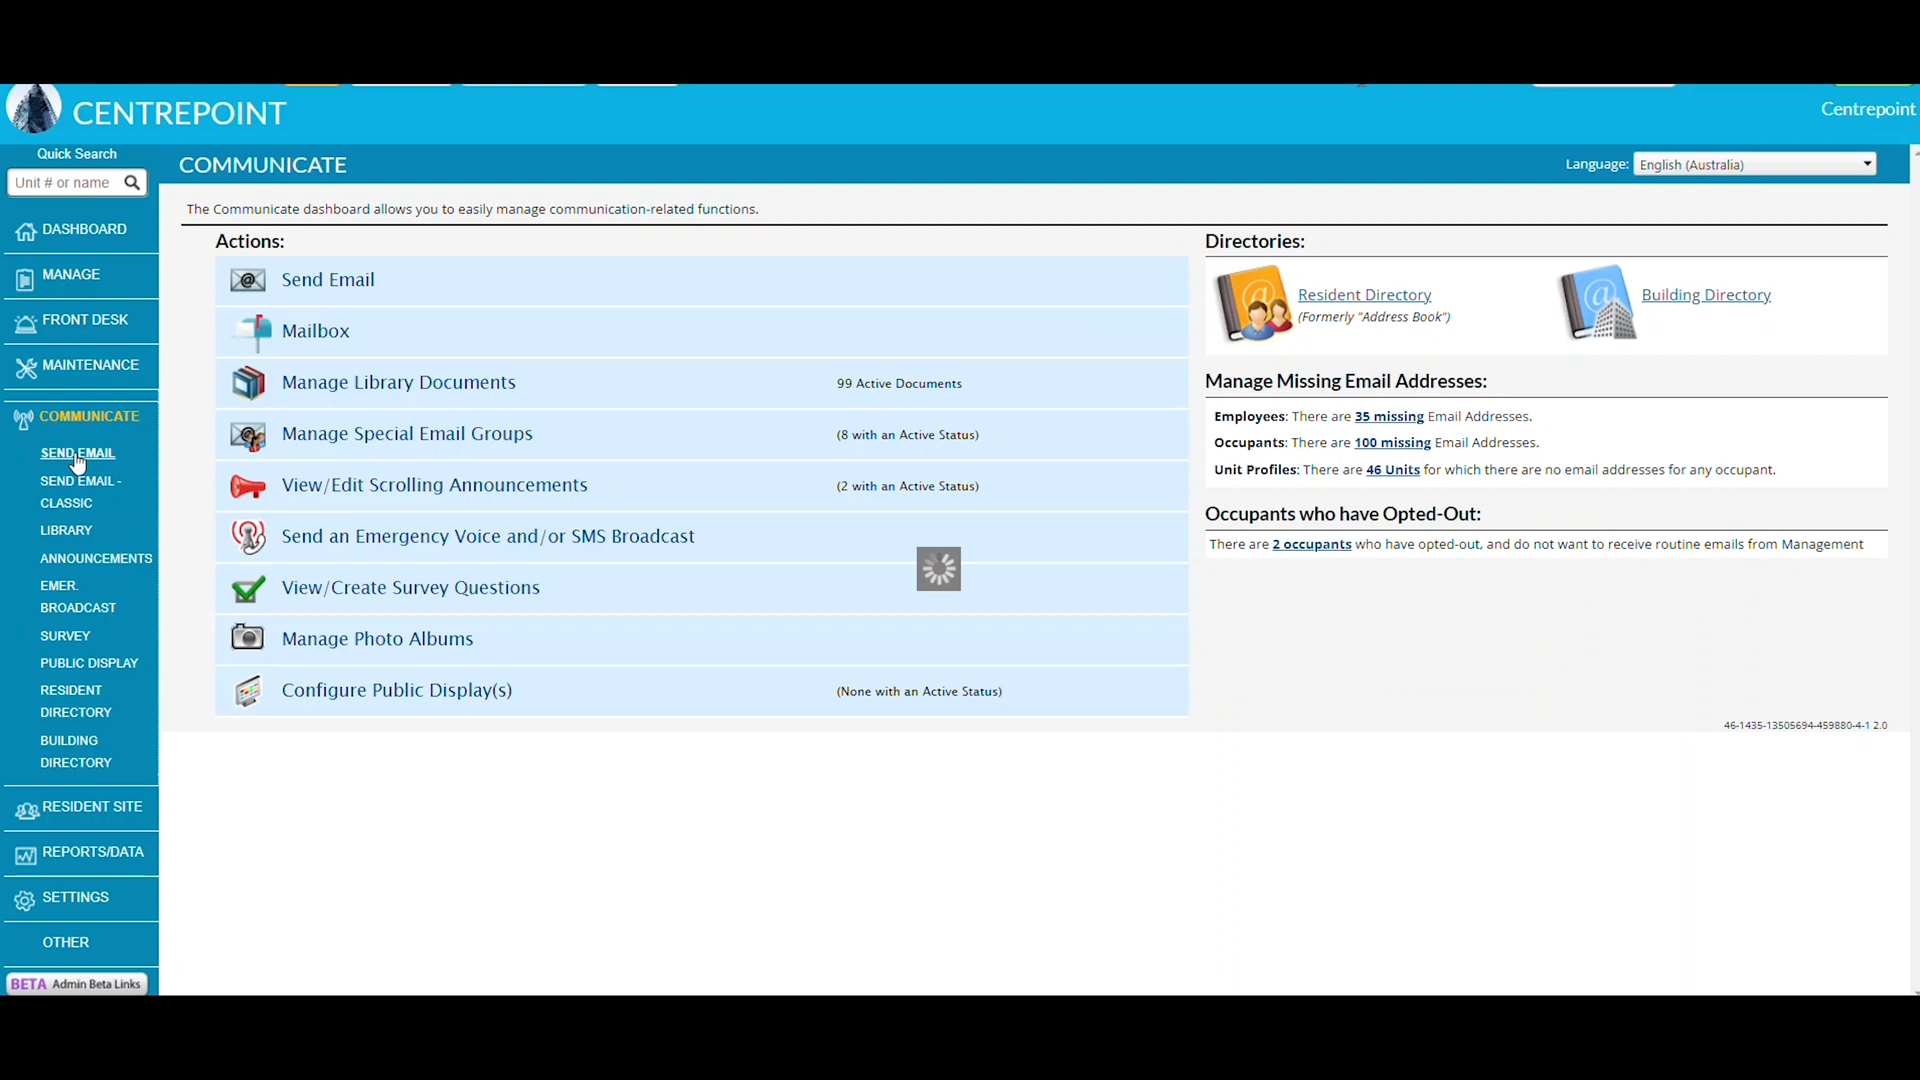 CENTREPOINT
Centrepoint
Quick Search
Unit # or name
COMMUNICATE
Language: English (Australia)
The Communicate dashboard allows you to easily manage communication-related functions.
DASHBOARD
MANAGE
FRONT DESK
MAINTENANCE
COMMUNICATE
SEND EMAIL
SEND EMAIL -
CLASSIC
LIBRARY
ANNOUNCEMENTS
EMER.
BROADCAST
SURVEY
PUBLIC DISPLAY
RESIDENT
DIRECTORY
BUILDING
DIRECTORY
RESIDENT SITE
REPORTS/DATA
SETTINGS
OTHER
BETA Admin Beta Links
Actions:
Send Email
Mailbox
Manage Library Documents 99 Active Documents
Manage Special Email Groups (8 with an Active Status)
View/Edit Scrolling Announcements (2 with an Active Status)
Send an Emergency Voice and/or SMS Broadcast
View/Create Survey Questions
Manage Photo Albums
Configure Public Display(s) (None with an Active Status)
Directories:
Resident Directory
(Formerly "Address Book")
Building Directory
Manage Missing Email Addresses:
Employees: There are 35 missing Email Addresses.
Occupants: There are 100 missing Email Addresses.
Unit Profiles: There are 46 Units for which there are no email addresses for any occupant.
Occupants who have Opted-Out:
There are 2 occupants who have opted-out, and do not want to receive routine emails from Management
46-1435-13505694-459880-4-1 2.0